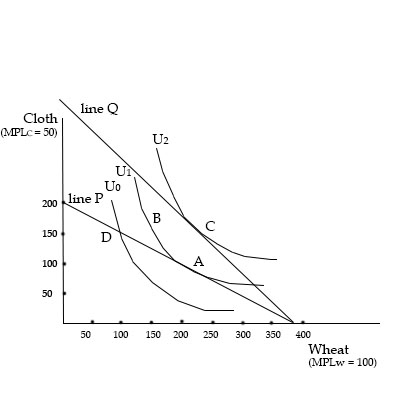 line Q
Cloth
(MPLc = 50)
U2
U1
U0
200
line P
C
B
150
D
A
100
50
50 100 150 200 250 300 350 400
Wheat
(MPLw = 100)